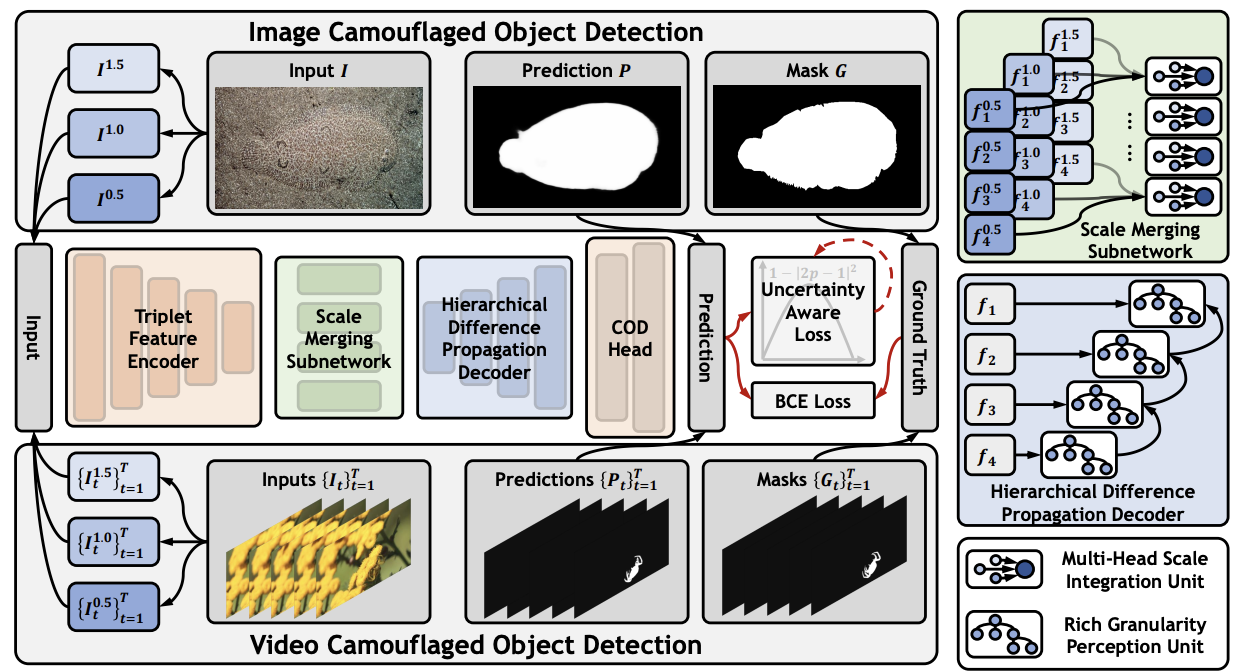 Image Camouflaged Object Detection
I^{1.5}
I^{1.0}
I^{0.5}
Input I
Prediction P
Mask G
Input
Triplet
Feature
Encoder
Scale
Merging
Subnetwork
Hierarchical
Difference
Propagation
Decoder
COD
Head
Prediction
1 − |2p − 1|^2
Uncertainty
Aware
Loss
BCE Loss
Ground Truth
{I_t^{1.5}}_{t=1}^T
{I_t^{1.0}}_{t=1}^T
{I_t^{0.5}}_{t=1}^T
Inputs {I_t}_{t=1}^T
Predictions {P_t}_{t=1}^T
Masks {G_t}_{t=1}^T
Video Camouflaged Object Detection
f_1^{1.5}
f_1^{1.0}
f_2^{1.5}
f_1^{0.5}
f_2^{1.0}
f_3^{1.5}
f_2^{0.5}
f_3^{1.0}
f_4^{1.5}
f_3^{0.5}
f_4^{1.0}
f_4^{0.5}
⋮
⋮
Scale Merging
Subnetwork
f_1
f_2
f_3
f_4
Hierarchical Difference
Propagation Decoder
Multi-Head Scale
Integration Unit
Rich Granularity
Perception Unit